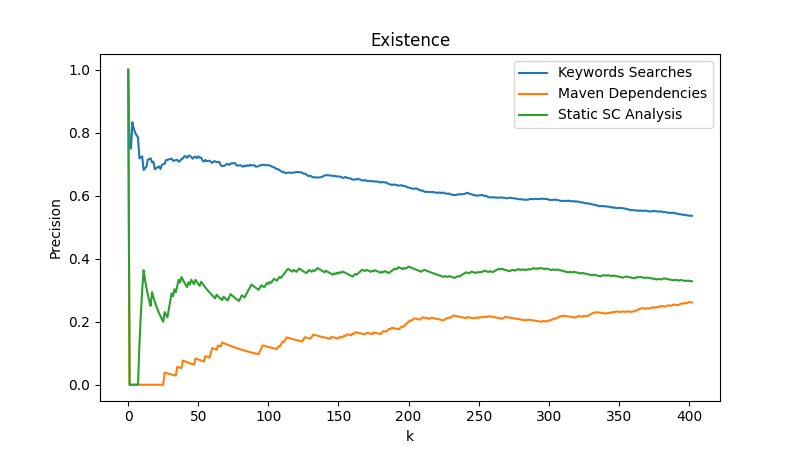 Existence
Keywords Searches
Maven Dependencies
Static SC Analysis
Precision
1.0
0.8
0.6
0.4
0.2
0.0
0 50 100 150 200 250 300 350 400
k